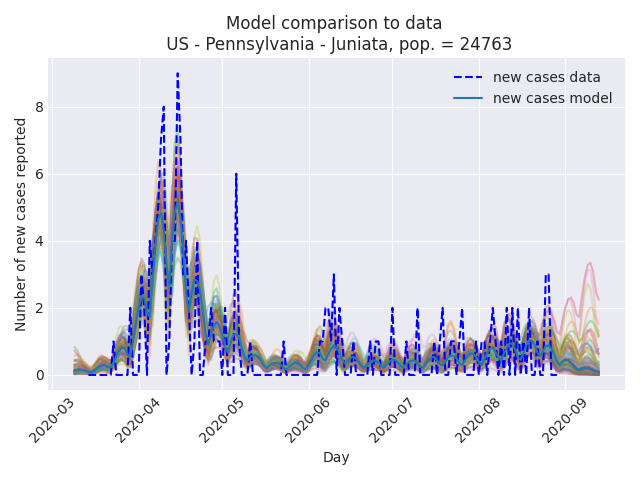 Model comparison to data
US - Pennsylvania - Juniata, pop. = 24763
new cases data
new cases model
Number of new cases reported
8
6
4
2
0
2020-03
2020-04
2020-05
2020-06
2020-07
2020-08
2020-09
Day